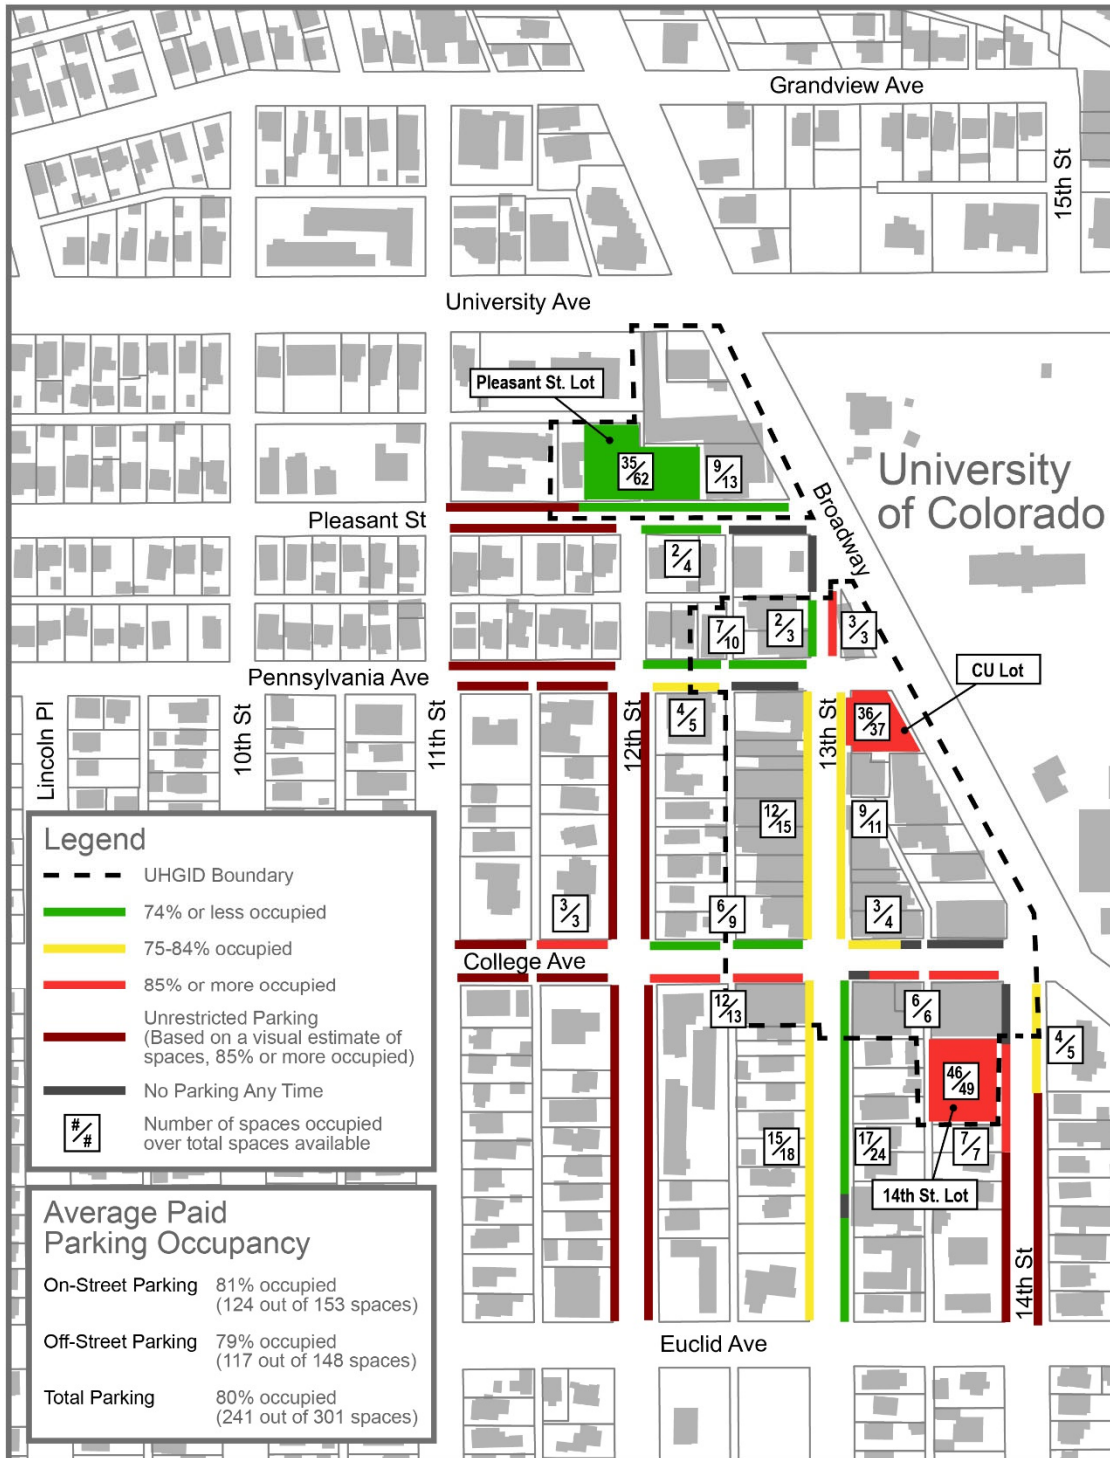 Grandview Ave
15th St
University Ave
Pleasant St. Lot
35/62
9/13
University
of Colorado
Broadway
Pleasant St
2/4
7/10
2/3
3/3
Pennsylvania Ave
CU Lot
Lincoln Pl
10th St
11th St
12th St
13th St
4/5
36/37
12/15
9/11
3/3
6/9
3/4
College Ave
12/13
6/6
4/5
46/49
15/18
17/24
7/7
14th St. Lot
14th St
Euclid Ave
Legend
UHGID Boundary
74% or less occupied
75-84% occupied
85% or more occupied
Unrestricted Parking
(Based on a visual estimate of
spaces, 85% or more occupied)
No Parking Any Time
#/#
Number of spaces occupied
over total spaces available
Average Paid
Parking Occupancy
On-Street Parking 81% occupied
(124 out of 153 spaces)
Off-Street Parking 79% occupied
(117 out of 148 spaces)
Total Parking 80% occupied
(241 out of 301 spaces)